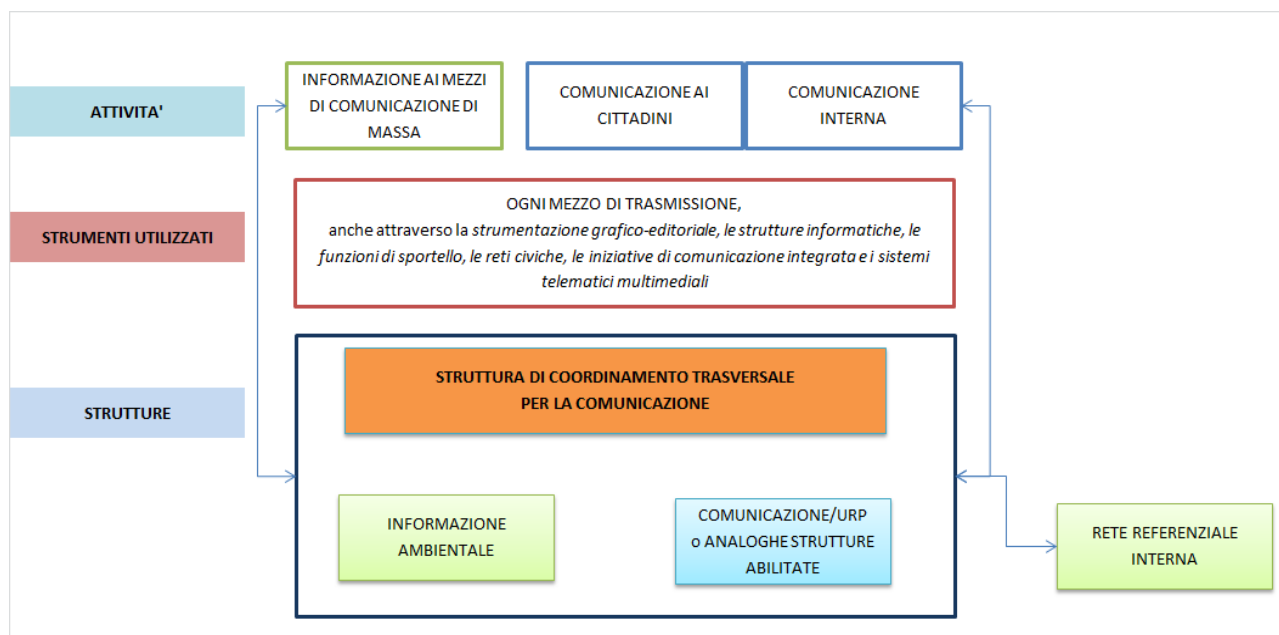 ATTIVITA'
INFORMAZIONE AI MEZZI
DI COMUNICAZIONE DI
MASSA
COMUNICAZIONE AI
CITTADINI
COMUNICAZIONE
INTERNA
STRUMENTI UTILIZZATI
OGNI MEZZO DI TRASMISSIONE,
anche attraverso la strumentazione grafico-editoriale, le strutture informatiche, le
funzioni di sportello, le reti civiche, le iniziative di comunicazione integrata e i sistemi
telematici multimediali
STRUTTURE
STRUTTURA DI COORDINAMENTO TRASVERSALE
PER LA COMUNICAZIONE
INFORMAZIONE
AMBIENTALE
COMUNICAZIONE/URP
o ANALOGHE STRUTTURE
ABILITATE
RETE REFERENZIALE
INTERNA